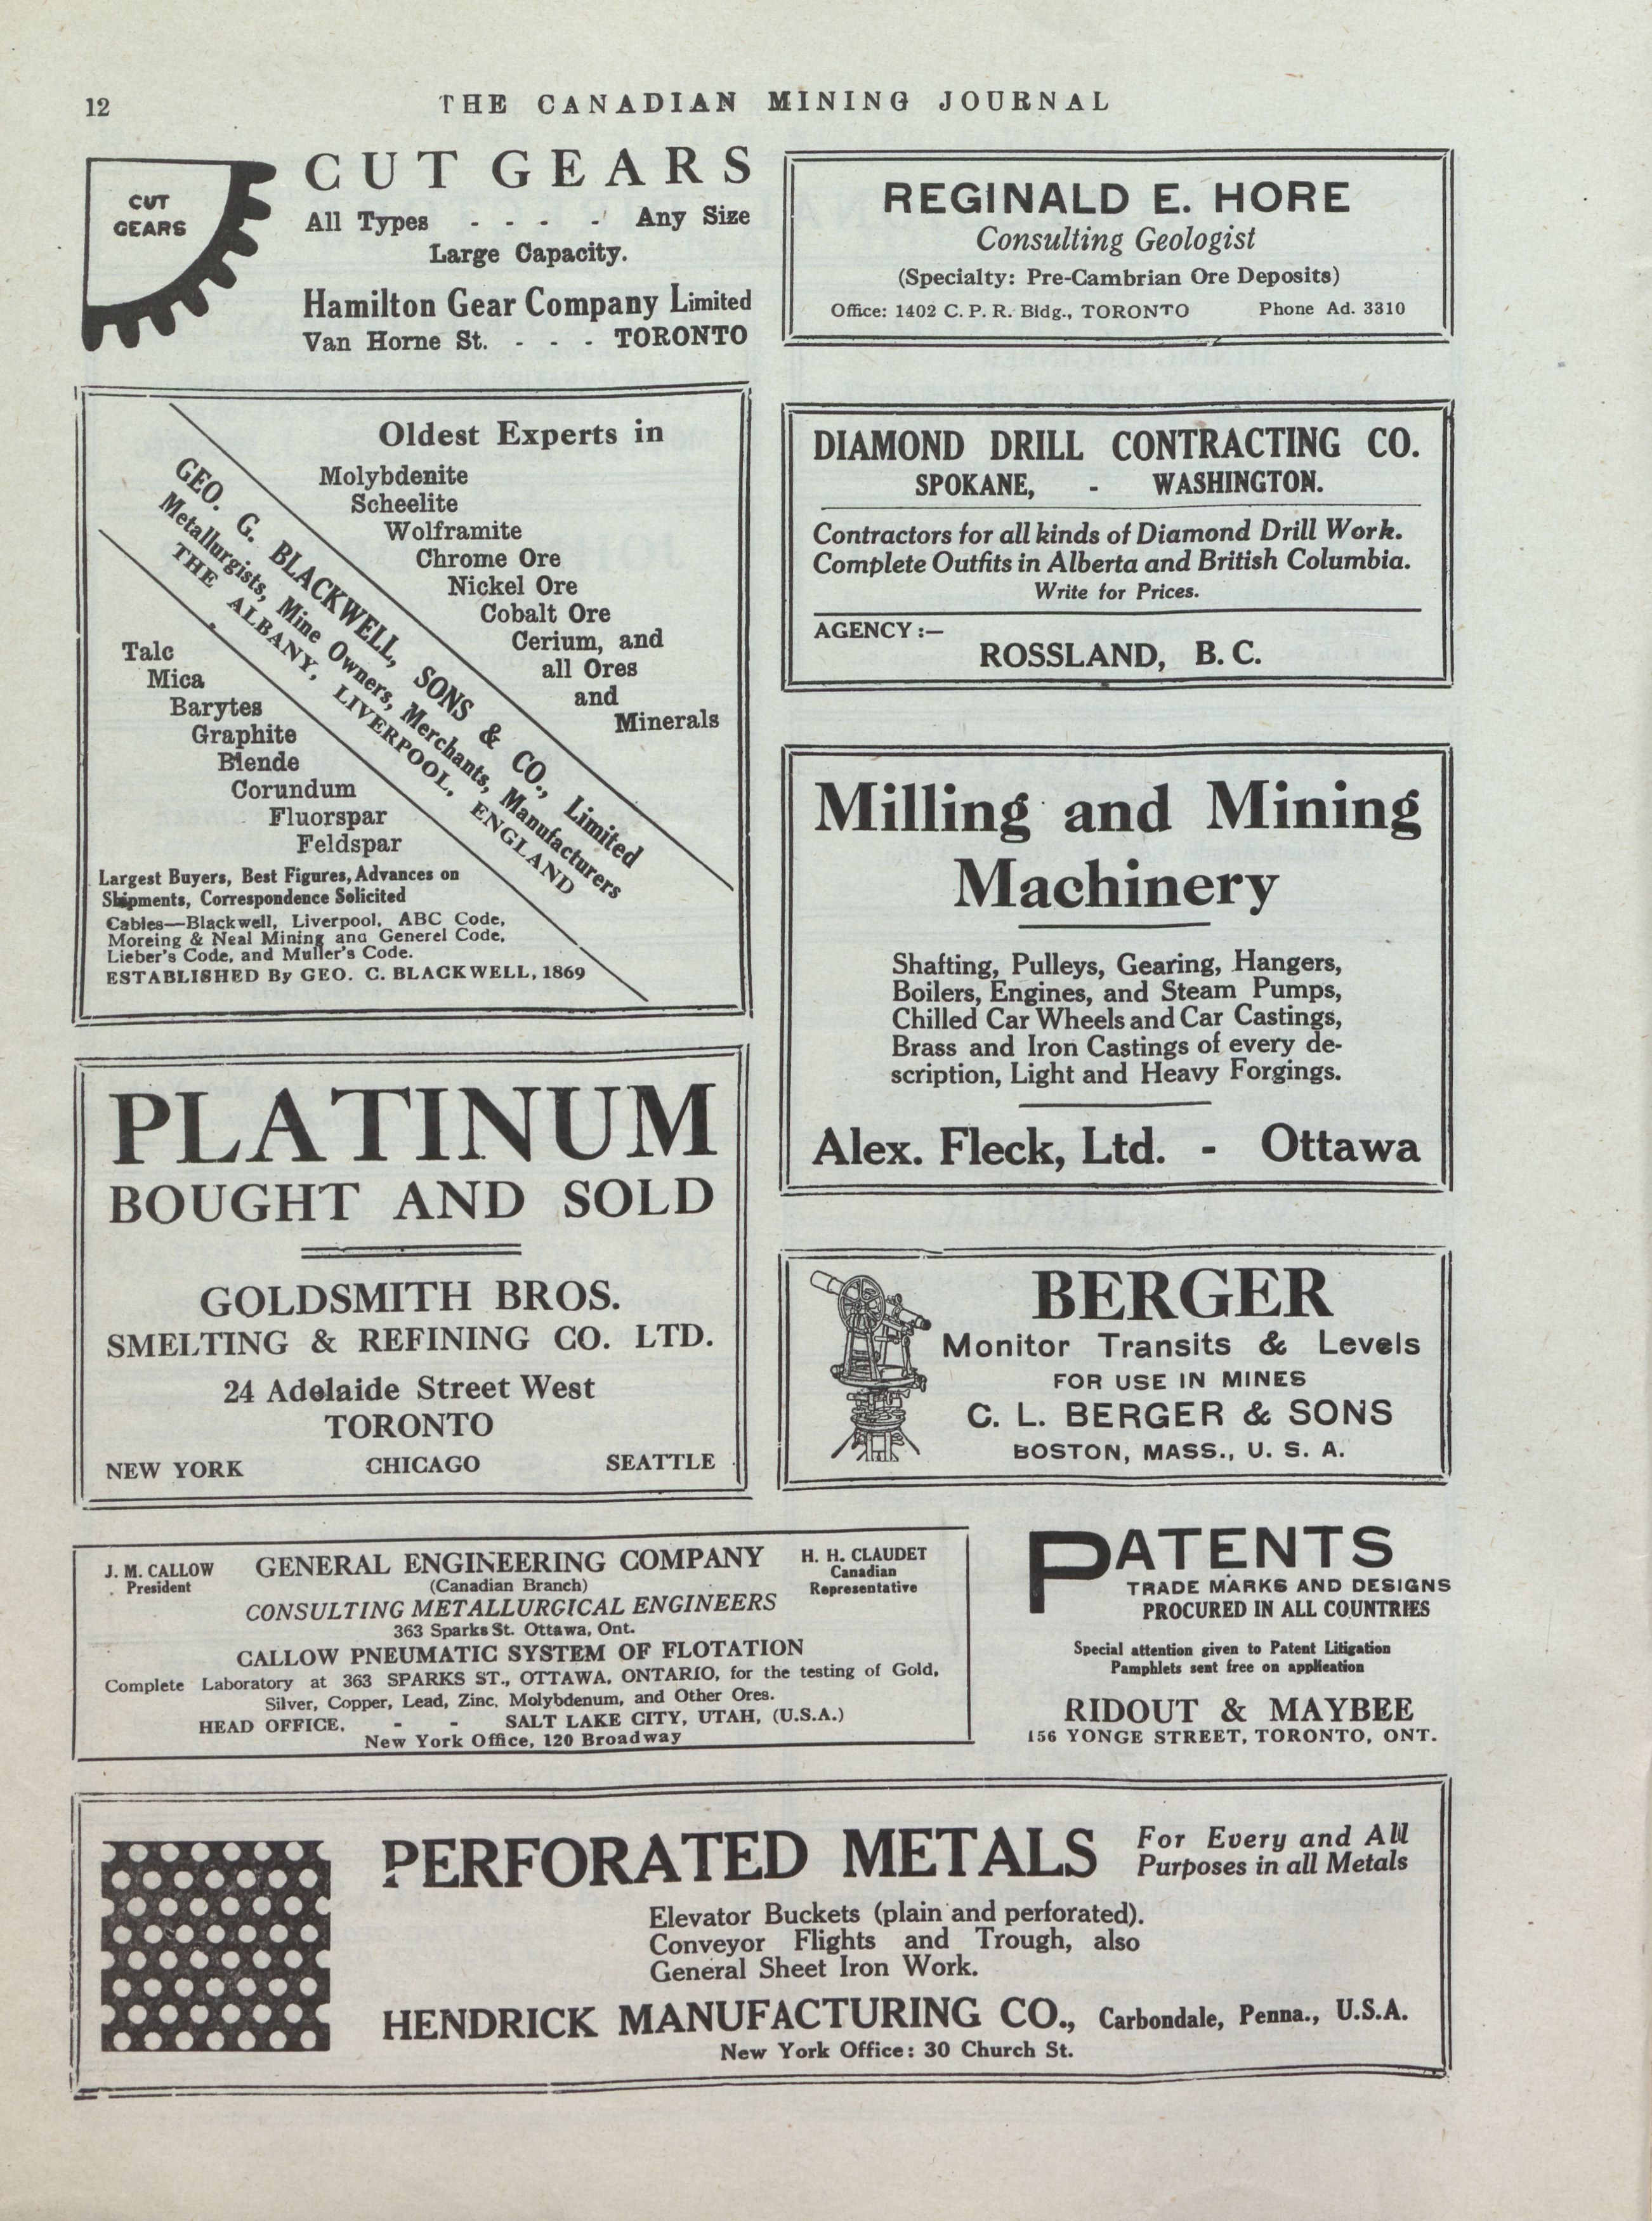 12
THE CANADIAN MINING JOURNAL
CUT
GEARS
CUT GEARS
All Types - - - - Any Size
Large Capacity.
Hamilton Gear Company Limited
Van Horne St. - - - TORONTO
REGINALD E. HORE
Consulting Geologist
(Specialty: Pre-Cambrian Ore Deposits)
Office: 1402 C. P. R. Bldg., TORONTO Phone Ad. 3310
Oldest Experts in
Molybdenite
Scheelite
Wolframite
Chrome Ore
Nickel Ore
Cobalt Ore
Cerium, and
all Ores
and
Minerals
GEO. G. BLACKWELL, SONS & CO., Limited
Metallurgists, Mine Owners, Merchants, Manufacturers
THE ALBANY, LIVERPOOL, ENGLAND
Talc
Mica
Barytes
Graphite
Blende
Corundum
Fluorspar
Feldspar
Largest Buyers, Best Figures, Advances on
Shipments, Correspondence Solicited
Cables—Blackwell, Liverpool, ABC Code,
Moreing & Neal Mining and Generel Code,
Lieber's Code, and Muller's Code.
ESTABLISHED By GEO. C. BLACKWELL, 1869
DIAMOND DRILL CONTRACTING CO.
SPOKANE, - WASHINGTON.
Contractors for all kinds of Diamond Drill Work.
Complete Outfits in Alberta and British Columbia.
Write for Prices.
AGENCY :—
ROSSLAND, B. C.
Milling and Mining
Machinery
Shafting, Pulleys, Gearing, Hangers,
Boilers, Engines, and Steam Pumps,
Chilled Car Wheels and Car Castings,
Brass and Iron Castings of every de-
scription, Light and Heavy Forgings.
Alex. Fleck, Ltd. - Ottawa
PLATINUM
BOUGHT AND SOLD
GOLDSMITH BROS.
SMELTING & REFINING CO. LTD.
24 Adelaide Street West
TORONTO
NEW YORK CHICAGO SEATTLE
BERGER
Monitor Transits & Levels
FOR USE IN MINES
C. L. BERGER & SONS
BOSTON, MASS., U. S. A.
J. M. CALLOW
President
GENERAL ENGINEERING COMPANY
(Canadian Branch)
H. H. CLAUDET
Canadian
Representative
CONSULTING METALLURGICAL ENGINEERS
363 Sparks St. Ottawa, Ont.
CALLOW PNEUMATIC SYSTEM OF FLOTATION
Complete Laboratory at 363 SPARKS ST., OTTAWA, ONTARIO, for the testing of Gold,
Silver, Copper, Lead, Zinc, Molybdenum, and Other Ores.
HEAD OFFICE, - - SALT LAKE CITY, UTAH, (U.S.A.)
New York Office, 120 Broadway
PATENTS
TRADE MARKS AND DESIGNS
PROCURED IN ALL COUNTRIES
Special attention given to Patent Litigation
Pamphlets sent free on application
RIDOUT & MAYBEE
156 YONGE STREET, TORONTO, ONT.
PERFORATED METALS
For Every and All
Purposes in all Metals
Elevator Buckets (plain and perforated).
Conveyor Flights and Trough, also
General Sheet Iron Work.
HENDRICK MANUFACTURING CO., Carbondale, Penna., U.S.A.
New York Office: 30 Church St.